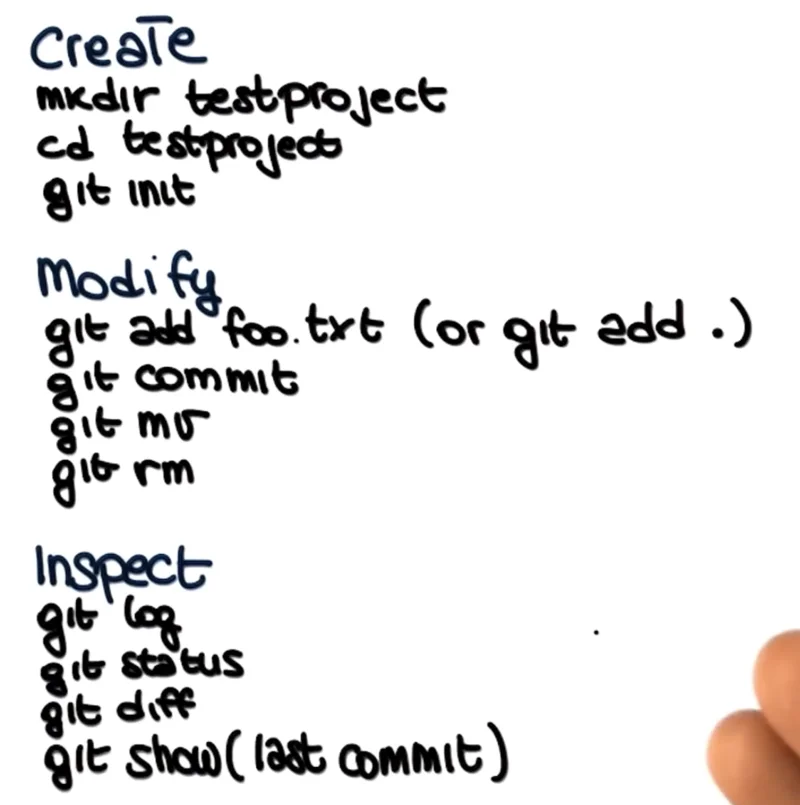 Create
mkdir testproject
cd testproject
git init
Modify
git add foo.txt (or git add .)
git commit
git mv
git rm
Inspect
git log
git status
git diff
git show (last commit)